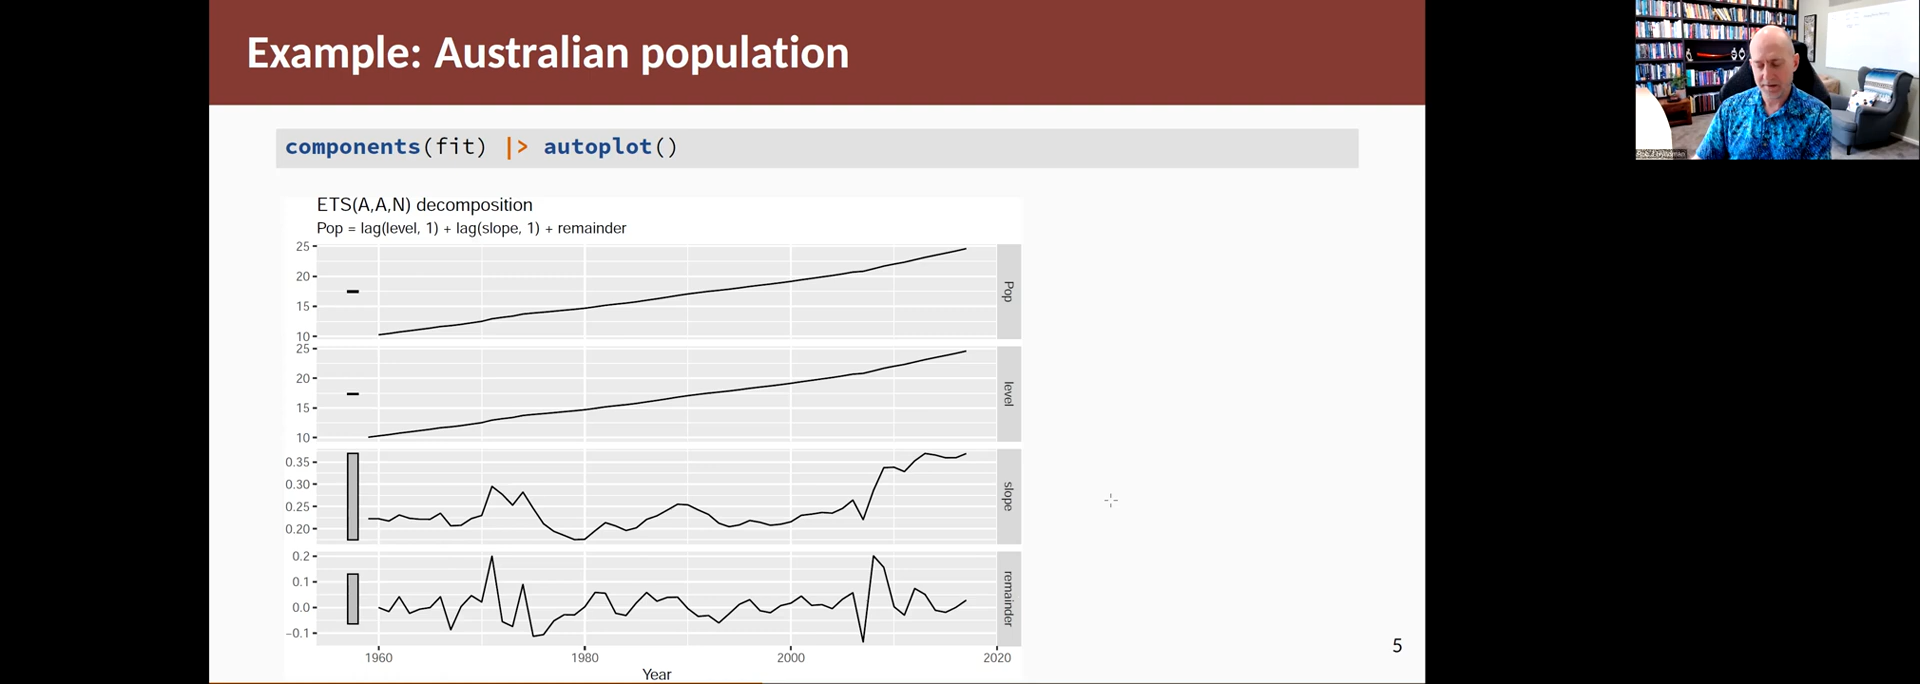 Example: Australian population
components(fit) |> autoplot()
ETS(A,A,N) decomposition
Pop = lag(level, 1) + lag(slope, 1) + remainder
25
20
15
10
Pop
25
20
15
10
level
0.35
0.30
0.25
0.20
slope
0.2
0.1
0.0
−0.1
remainder
1960 1980 2000 2020
Year
5